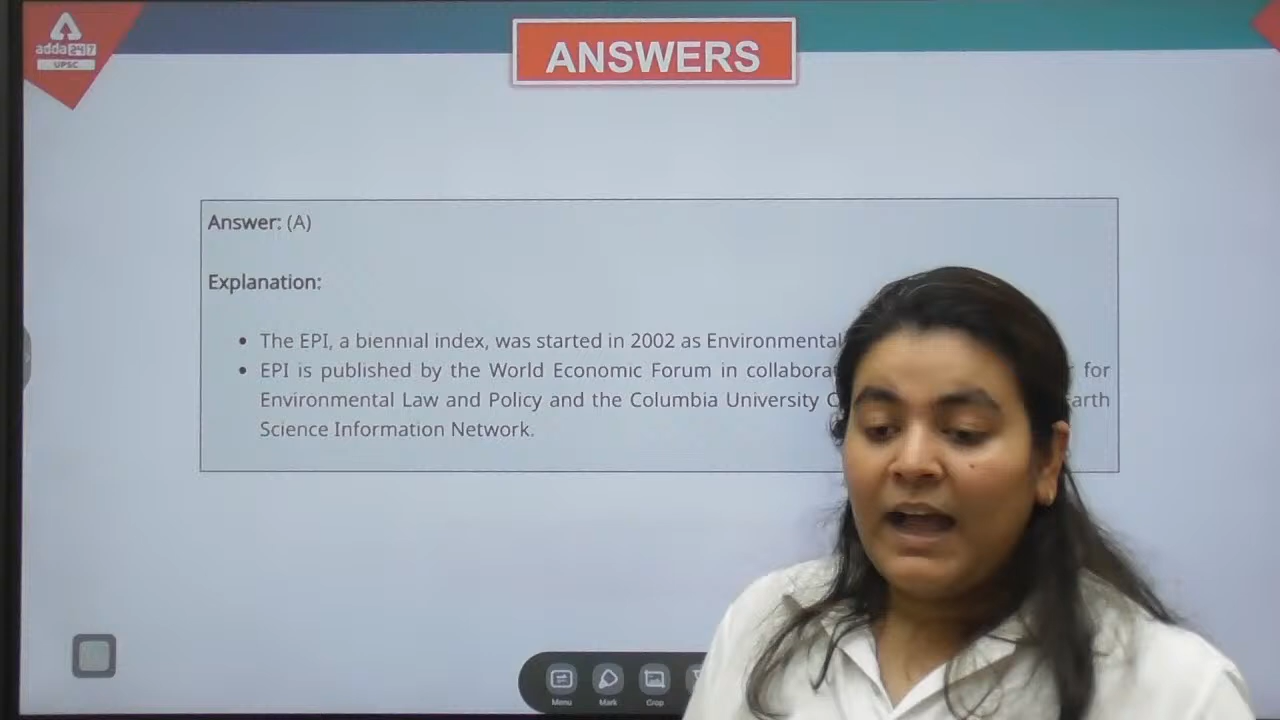 adda 247
UPSC
ANSWERS
Answer: (A)
Explanation:
• The EPI, a biennial index, was started in 2002 as Environmental
• EPI is published by the World Economic Forum in for
Environmental Law and Policy and the Columbia University
Science Information Network.
Menu
Mark
Crop